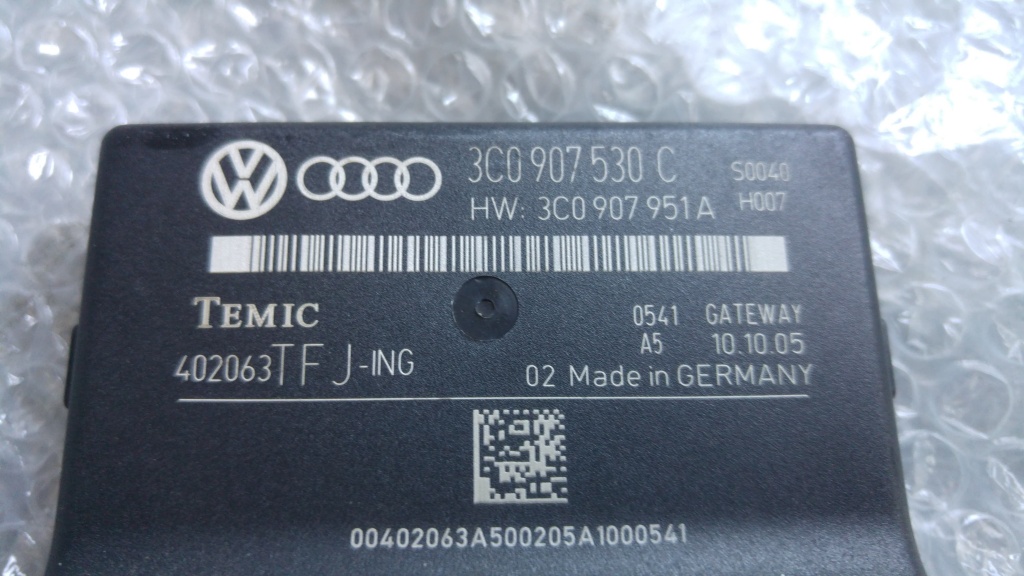 3C0 907 530 C S0040
HW: 3C0 907 951 A H007
TEMIC
0541 GATEWAY
A5 10.10.05
402063TFJ-ING
02 Made in GERMANY
00402063A500205A1000541